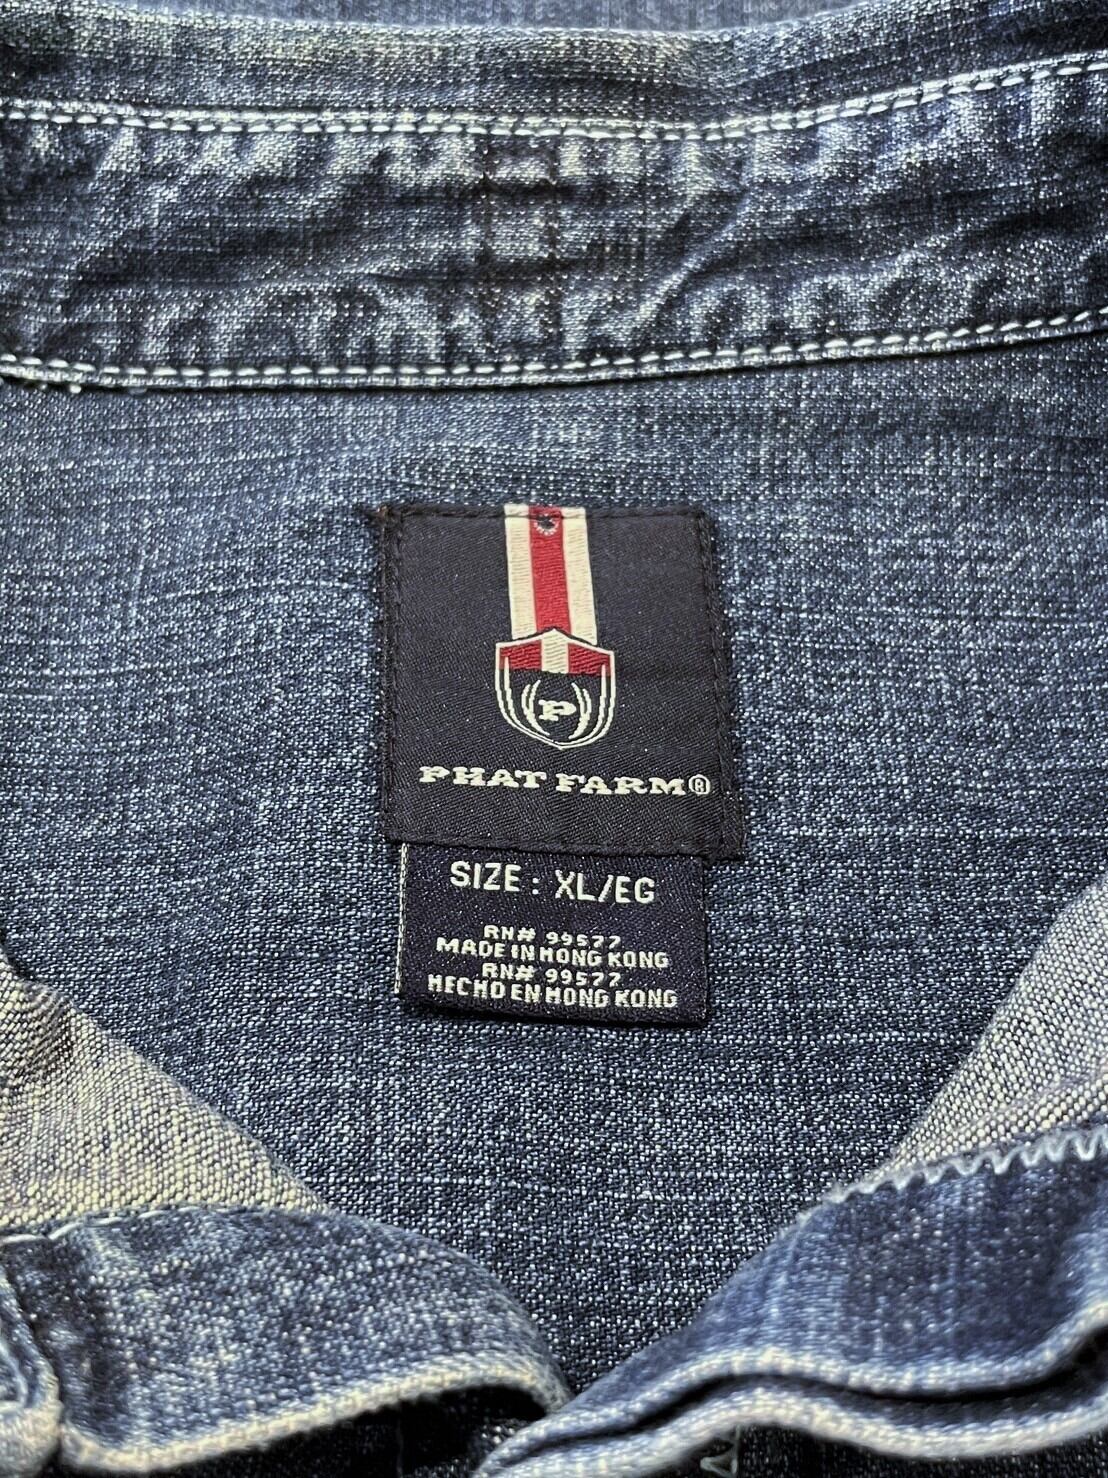 P
PHAT FARM®
SIZE : XL/EG
RN# 99577
MADE IN HONG KONG
RN# 99577
HECHO EN HONG KONG